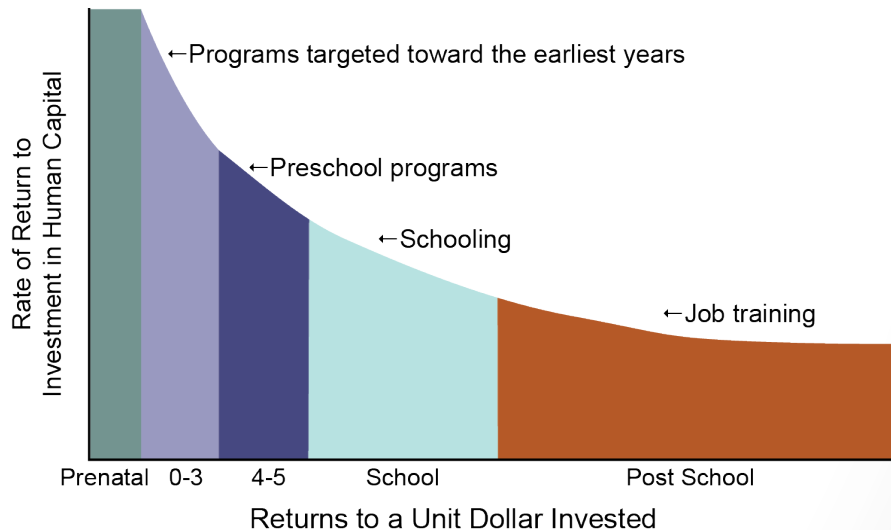 ←Programs targeted toward the earliest years
←Preschool programs
←Schooling
←Job training
Rate of Return to
Investment in Human Capital
Prenatal 0-3 4-5 School Post School
Returns to a Unit Dollar Invested